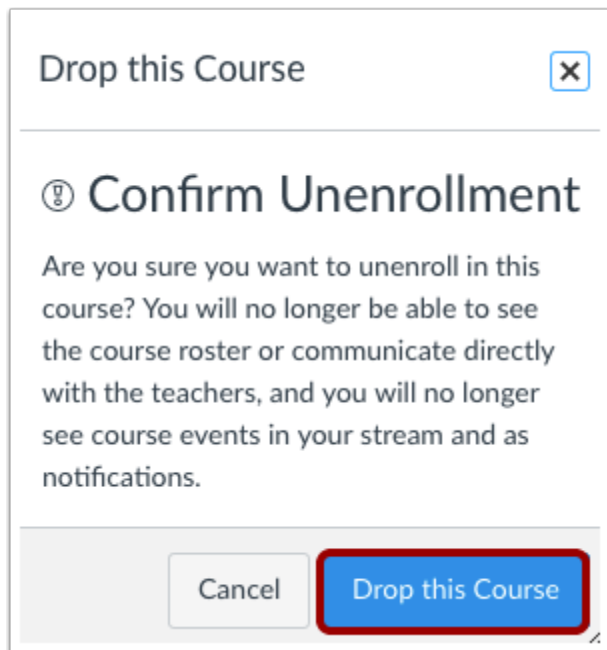 Drop this Course
Confirm Unenrollment
Are you sure you want to unenroll in this
course? You will no longer be able to see
the course roster or communicate directly
with the teachers, and you will no longer
see course events in your stream and as
notifications.
Cancel
Drop this Course